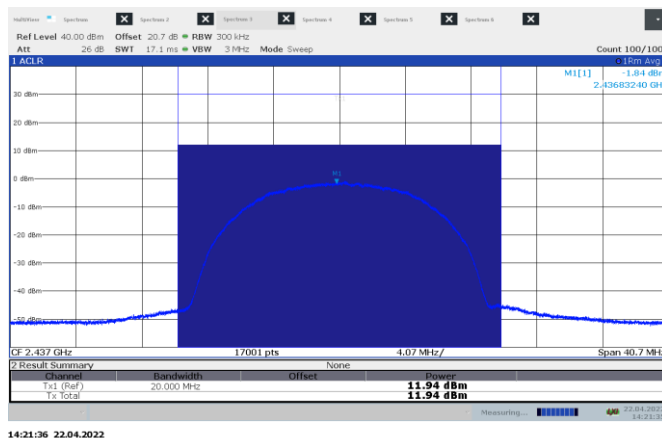 MultiView Spectrum Spectrum 2 Spectrum 3 Spectrum 4 Spectrum 5 Spectrum 6
Ref Level 40.00 dBm Offset 20.7 dB RBW 300 kHz
Att 26 dB SWT 17.1 ms VBW 3 MHz Mode Sweep Count 100/100
1 ACLR 1Rm Avg
M1[1] -1.84 dBm
2.43683240 GH
30 dBm
20 dBm
10 dBm
M1
0 dBm
-10 dBm
-20 dBm
-30 dBm
-40 dBm
-50 dBm
CF 2.437 GHz 17001 pts 4.07 MHz/ Span 40.7 MH
2 Result Summary None
Channel Bandwidth Offset Power
Tx1 (Ref) 20.000 MHz 11.94 dBm
Tx Total 11.94 dBm
Measuring... 22.04.2022
14:21:35
14:21:36 22.04.2022